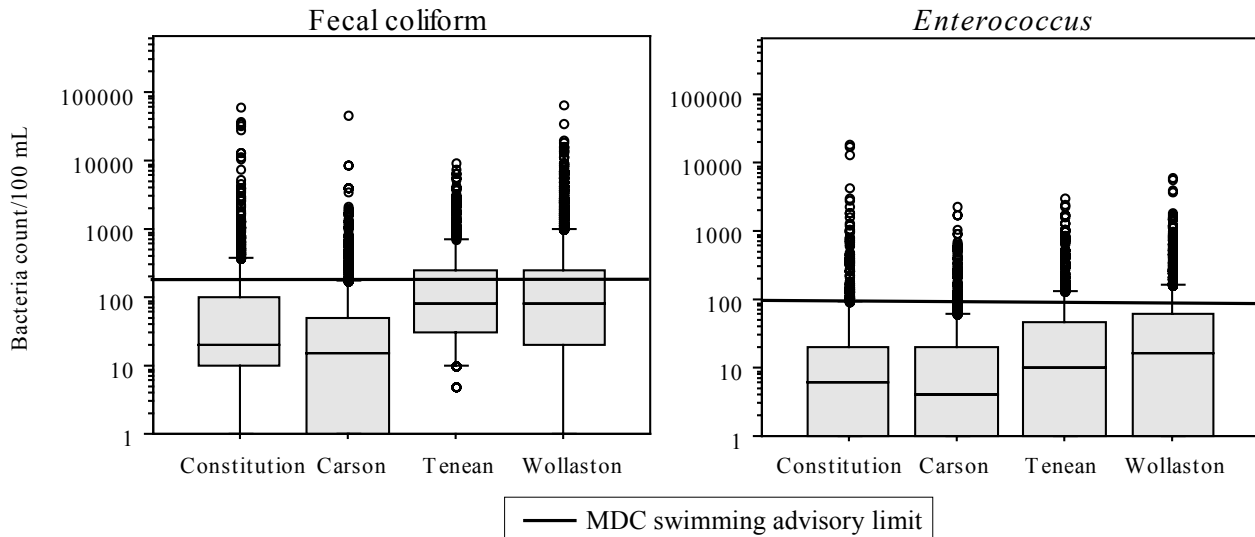 Fecal coliform
Enterococcus
Bacteria count/100 mL
100000
10000
1000
100
10
1
Constitution Carson Tenean Wollaston
100000
10000
1000
100
10
1
Constitution Carson Tenean Wollaston
MDC swimming advisory limit